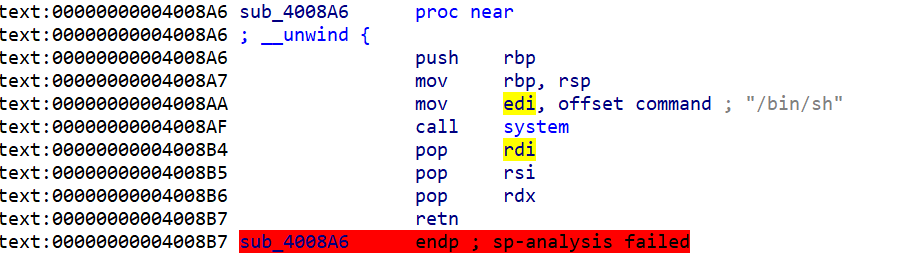 text:00000000004008A6 sub_4008A6 proc near
text:00000000004008A6 ; __unwind {
text:00000000004008A6 push rbp
text:00000000004008A7 mov rbp, rsp
text:00000000004008AA mov edi, offset command ; "/bin/sh"
text:00000000004008AF call system
text:00000000004008B4 pop rdi
text:00000000004008B5 pop rsi
text:00000000004008B6 pop rdx
text:00000000004008B7 retn
text:00000000004008B7 sub_4008A6 endp ; sp-analysis failed